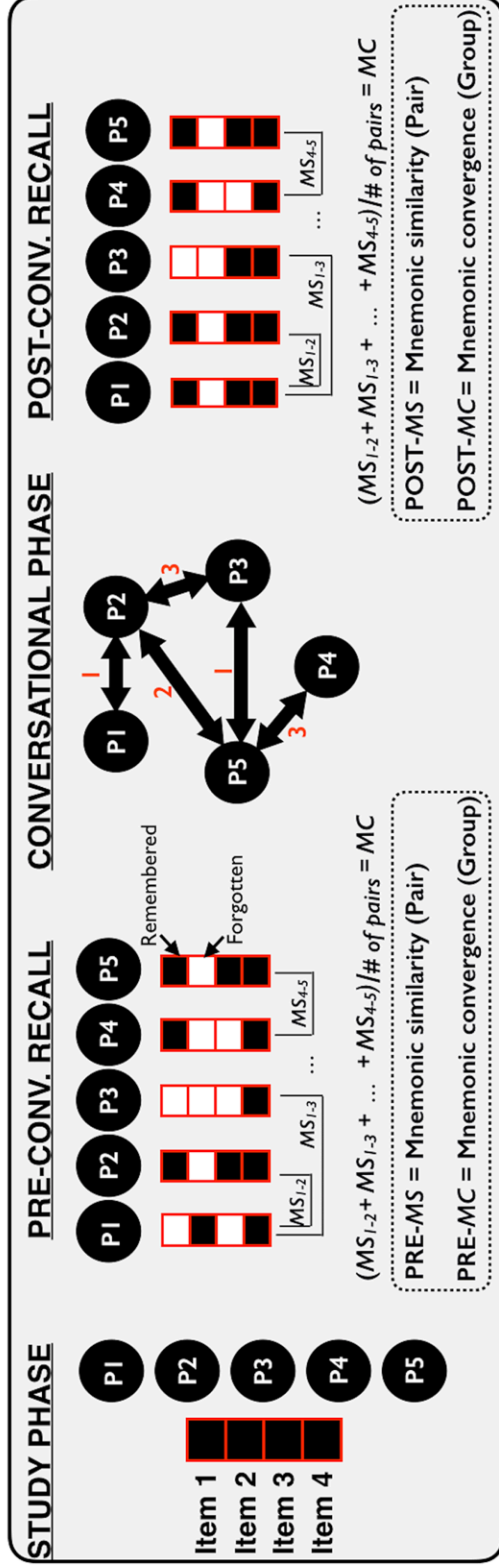 STUDY PHASE
Item 1
Item 2
Item 3
Item 4
P1
P2
P3
P4
P5
PRE-CONV. RECALL
P1 P2 P3 P4 P5
Remembered
Forgotten
MS1-2
MS1-3
...
MS4-5
(MS1-2+ MS1-3 + ... +MS4-5)/# of pairs = MC
PRE-MS = Mnemonic similarity (Pair)
PRE-MC = Mnemonic convergence (Group)
CONVERSATIONAL PHASE
P1
1
P2
2
3
P5
1
P3
3
P4
POST-CONV. RECALL
P1 P2 P3 P4 P5
MS1-2
MS1-3
...
MS4-5
(MS1-2+ MS1-3 + ... +MS4-5)/# of pairs = MC
POST-MS = Mnemonic similarity (Pair)
POST-MC = Mnemonic convergence (Group)